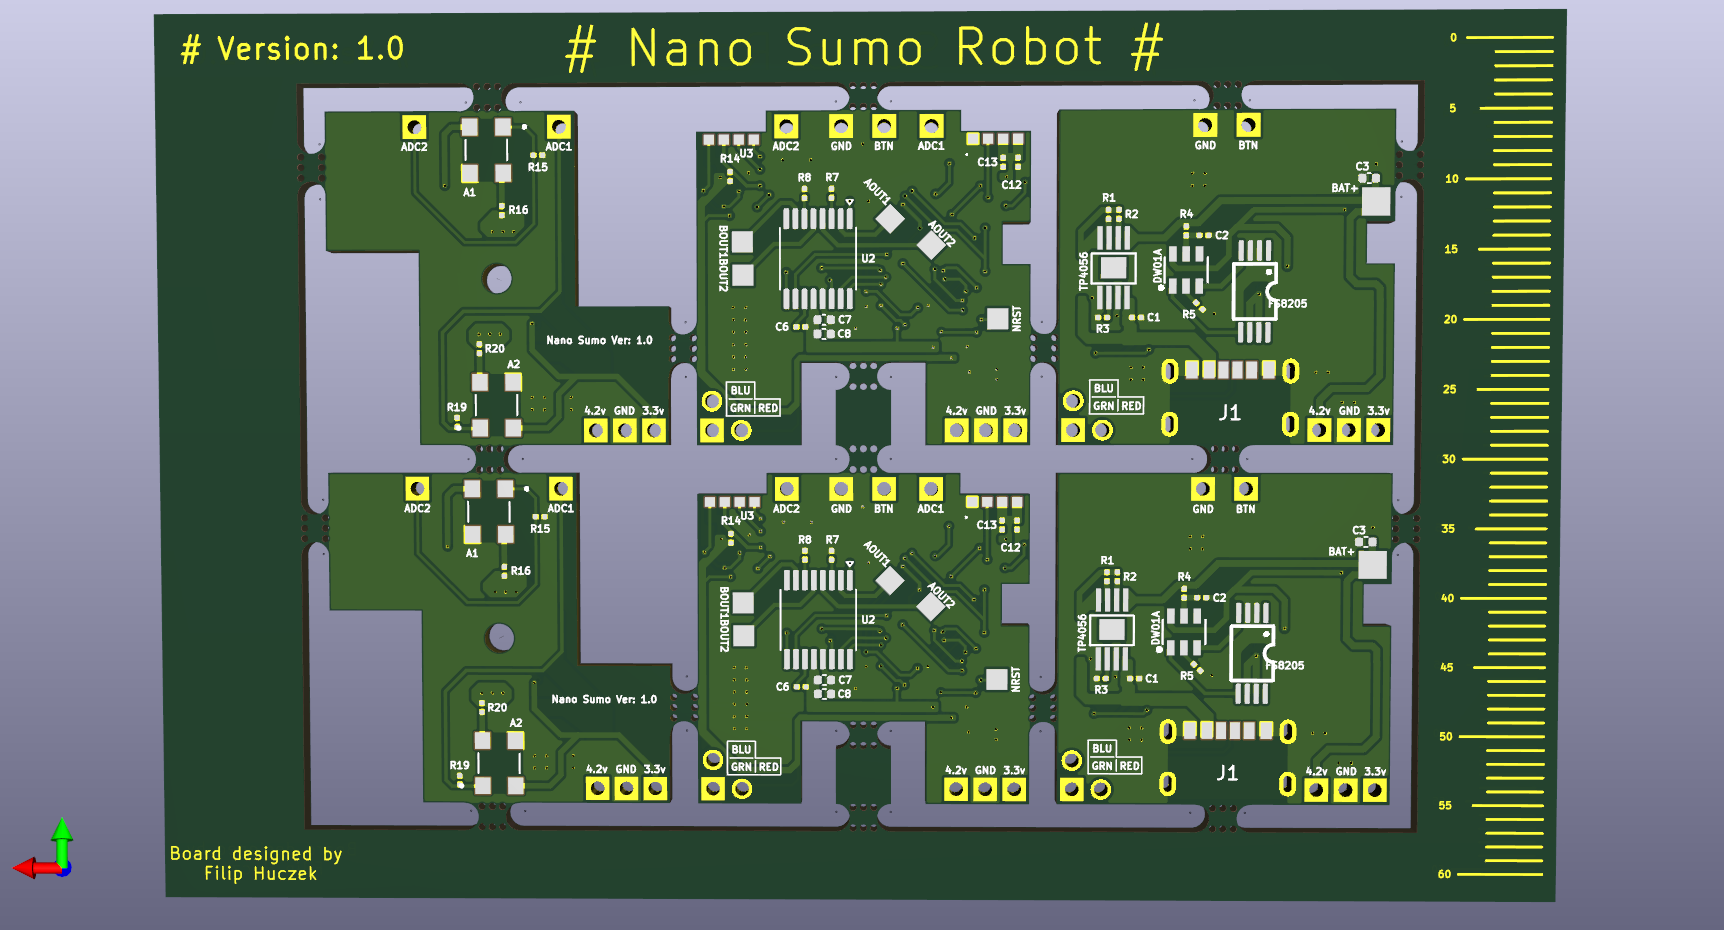 # Version: 1.0
# Nano Sumo Robot #
0
5
10
15
20
25
30
35
40
45
50
55
60
ADC2
ADC1
R15
A1
R16
R20
A2
R19
Nano Sumo Ver: 1.0
4.2v GND 3.3v
U3
ADC2
GND
BTN
ADC1
R14
C13
C12
R8
R7
AOUT1
AOUT2
BOUT1
BOUT2
U2
C6
C7
C8
NRST
BLU
GRN RED
4.2v GND 3.3v
GND
BTN
C3
BAT+
R1
R2
R4
C2
TP4056
DW01A
FS8205
R3
C1
R5
BLU
GRN RED
J1
4.2v GND 3.3v
ADC2
ADC1
R15
A1
R16
R20
A2
R19
Nano Sumo Ver: 1.0
4.2v GND 3.3v
U3
ADC2
GND
BTN
ADC1
R14
C13
C12
R8
R7
AOUT1
AOUT2
BOUT1
BOUT2
U2
C6
C7
C8
NRST
BLU
GRN RED
4.2v GND 3.3v
GND
BTN
C3
BAT+
R1
R2
R4
C2
TP4056
DW01A
FS8205
R3
C1
R5
BLU
GRN RED
J1
4.2v GND 3.3v
Board designed by
Filip Huczek